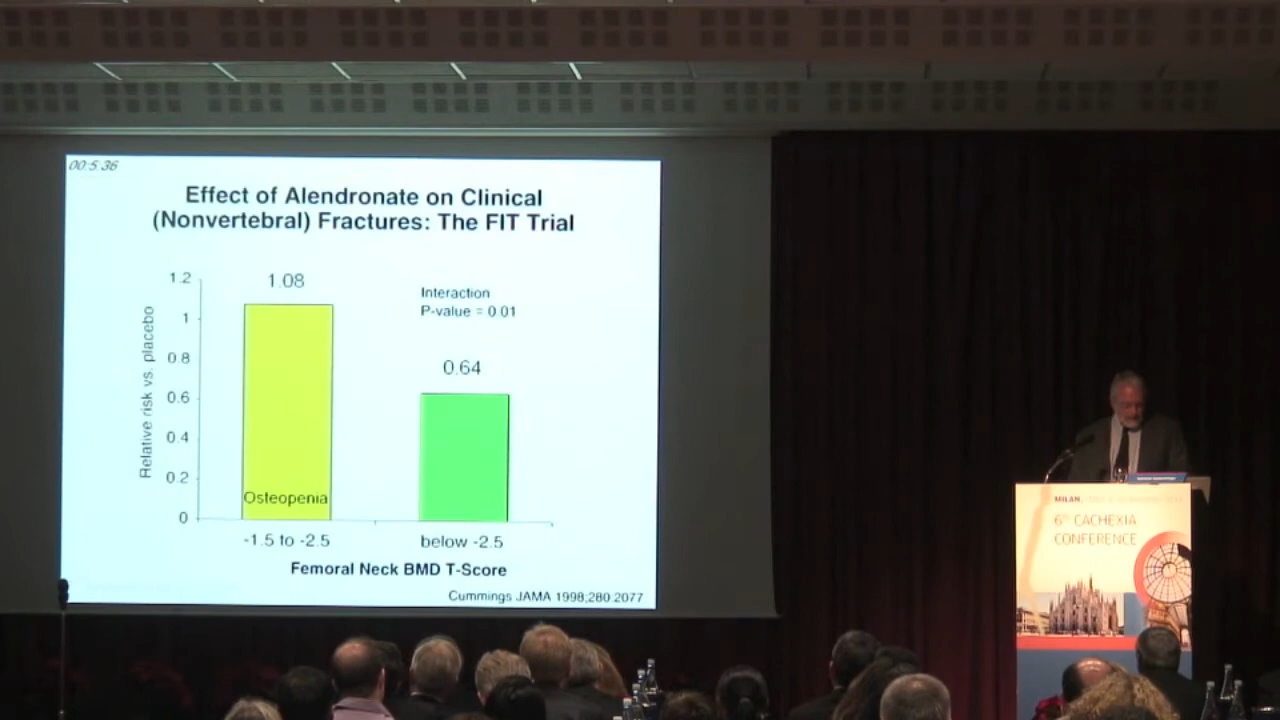 00:5:36
Effect of Alendronate on Clinical
(Nonvertebral) Fractures: The FIT Trial
Relative risk vs. placebo
1.2
1
0.8
0.6
0.4
0.2
0
1.08
Osteopenia
Interaction
P-value = 0.01
0.64
-1.5 to -2.5
below -2.5
Femoral Neck BMD T-Score
Cummings JAMA 1998;280:2077
MILAN,
6th CACHEXIA
CONFERENCE